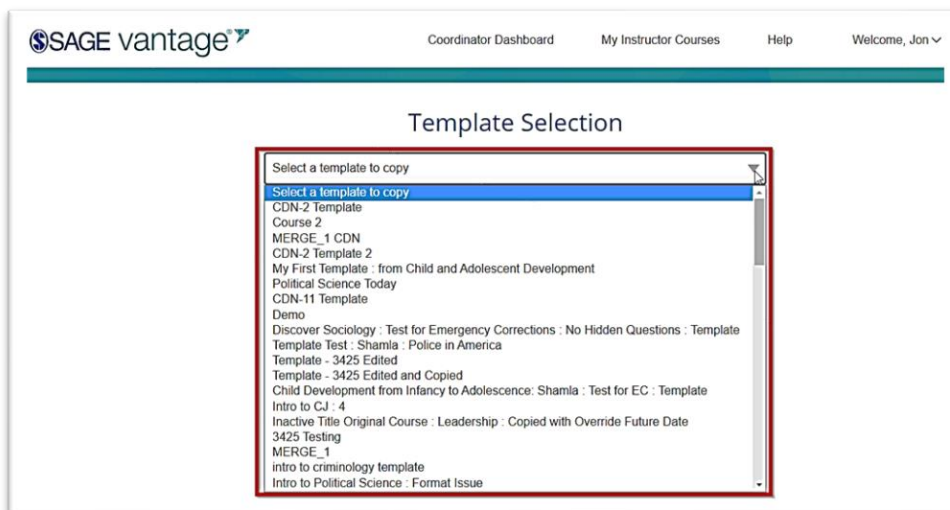 SAGE vantage
Coordinator Dashboard My Instructor Courses Help Welcome, Jon
Template Selection
Select a template to copy
Select a template to copy
CDN-2 Template
Course 2
MERGE_1 CDN
CDN-2 Template 2
My First Template : from Child and Adolescent Development
Political Science Today
CDN-11 Template
Demo
Discover Sociology : Test for Emergency Corrections : No Hidden Questions : Template
Template Test : Shamla : Police in America
Template - 3425 Edited
Template - 3425 Edited and Copied
Child Development from Infancy to Adolescence: Shamla : Test for EC : Template
Intro to CJ : 4
Inactive Title Original Course : Leadership : Copied with Override Future Date
3425 Testing
MERGE_1
intro to criminology template
Intro to Political Science : Format Issue